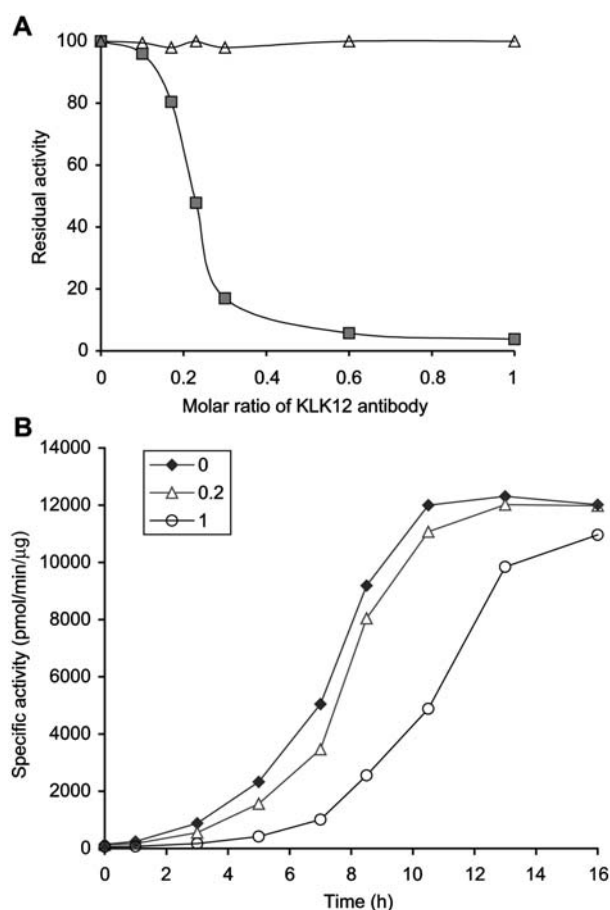 A
100
80
60
40
20
0
Residual activity
0 0.2 0.4 0.6 0.8 1
Molar ratio of KLK12 antibody
B
14000
12000
10000
8000
6000
4000
2000
0
0
0.2
1
Specific activity (pmol/min/μg)
0 2 4 6 8 10 12 14 16
Time (h)